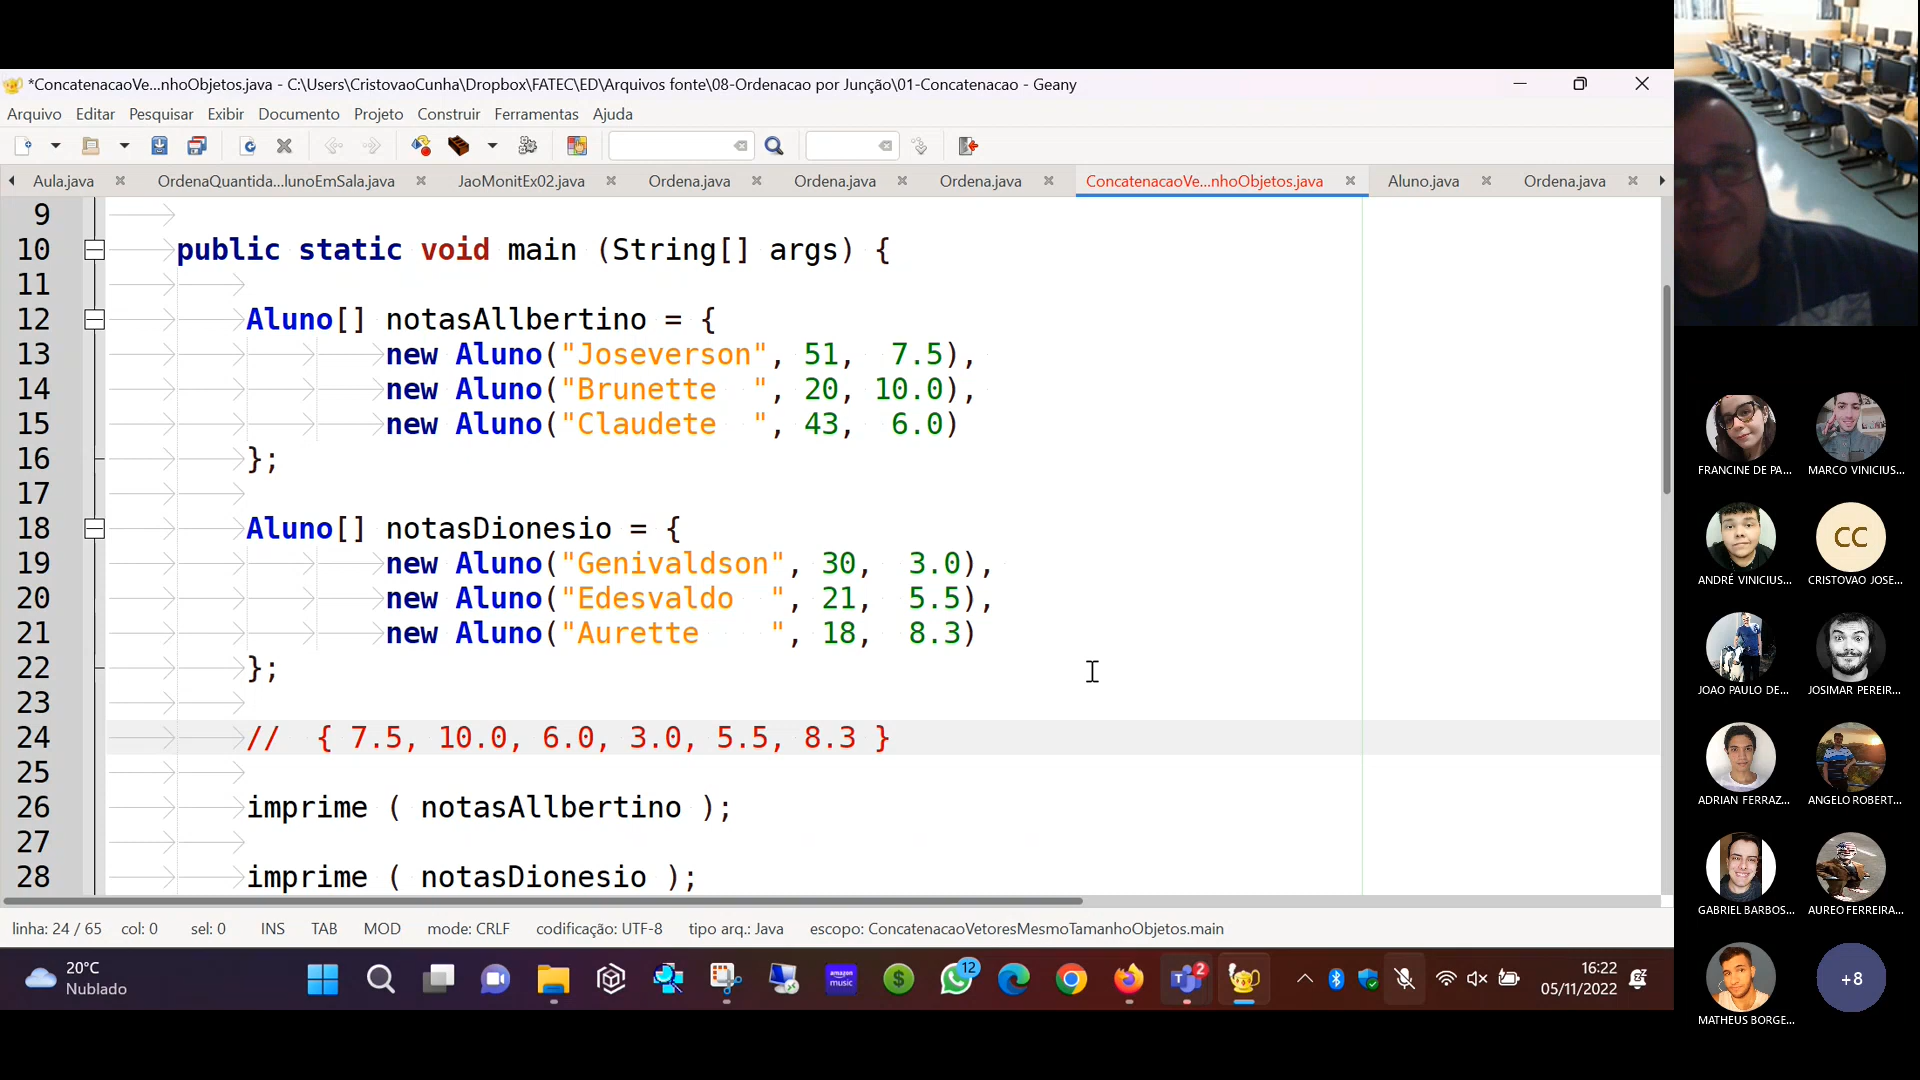 *ConcatenacaoVe...nhoObjetos.java - C:\Users\CristovaoCunha\Dropbox\FATEC\ED\Arquivos fonte\08-Ordenacao por Junção\01-Concatenacao - Geany
Arquivo Editar Pesquisar Exibir Documento Projeto Construir Ferramentas Ajuda
Aula.java OrdenaQuantida...lunoEmSala.java JaoMonitEx02.java Ordena.java Ordena.java Ordena.java ConcatenacaoVe...nhoObjetos.java Aluno.java Ordena.java
9
10 public static void main (String[] args) {
11
12 Aluno[] notasAllbertino = {
13 new Aluno("Joseverson", 51,  7.5),
14 new Aluno("Brunette  ", 20, 10.0),
15 new Aluno("Claudete  ", 43,  6.0)
16 };
17
18 Aluno[] notasDionesio = {
19 new Aluno("Genivaldson", 30,  3.0),
20 new Aluno("Edesvaldo  ", 21,  5.5),
21 new Aluno("Aurette    ", 18,  8.3)
22 };
23
24 //  { 7.5, 10.0, 6.0, 3.0, 5.5, 8.3 }
25
26 imprime ( notasAllbertino );
27
28 imprime ( notasDionesio );
linha: 24 / 65 col: 0 sel: 0 INS TAB MOD mode: CRLF codificação: UTF-8 tipo arq.: Java escopo: ConcatenacaoVetoresMesmoTamanhoObjetos.main
20°C
Nublado
amazon
music
$
12
2
16:22
05/11/2022
FRANCINE DE PA... MARCO VINICIUS...
CC
ANDRÉ VINICIUS... CRISTOVAO JOSE...
JOAO PAULO DE... JOSIMAR PEREIR...
ADRIAN FERRAZ... ANGELO ROBERT...
GABRIEL BARBOS... AUREO FERREIRA...
+8
MATHEUS BORGE...